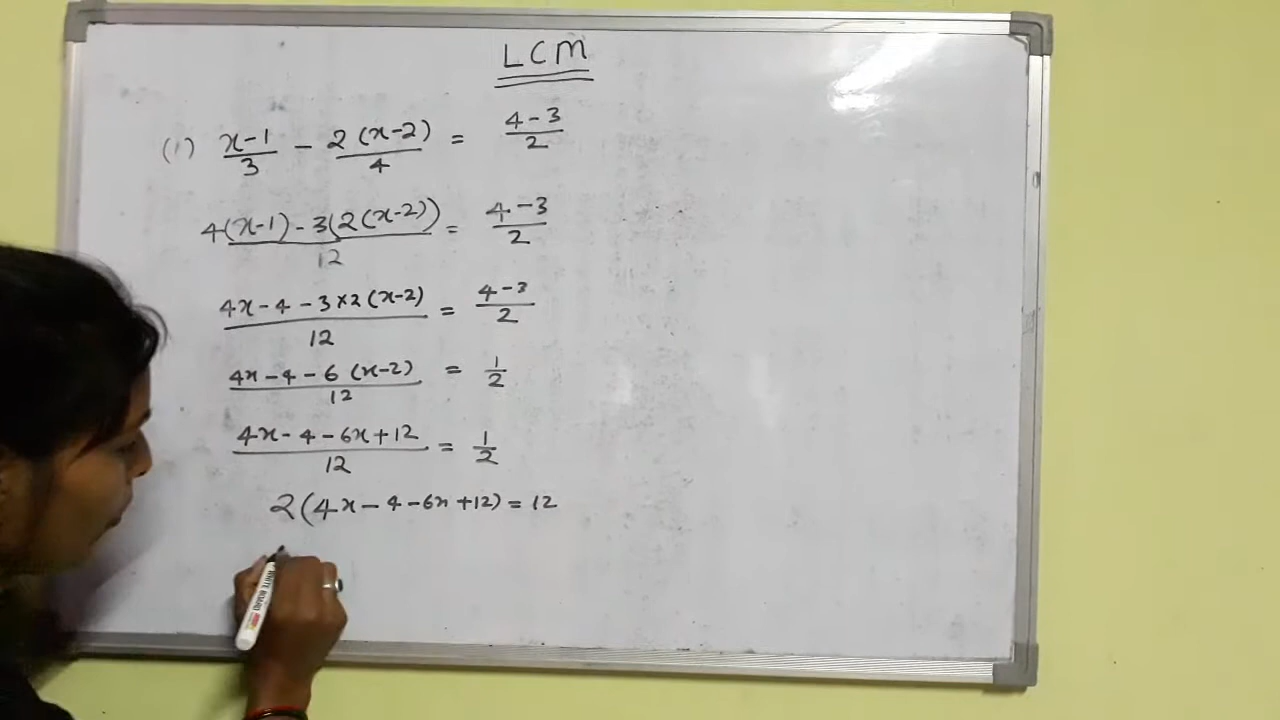 LCM
(1) x-1/3 - 2(x-2)/4 = 4-3/2
4(x-1)-3(2(x-2))/12 = 4-3/2
4x-4-3×2(x-2)/12 = 4-3/2
4x-4-6(x-2)/12 = 1/2
4x-4-6x+12/12 = 1/2
2(4x-4-6x+12)=12
WHITE BOARD